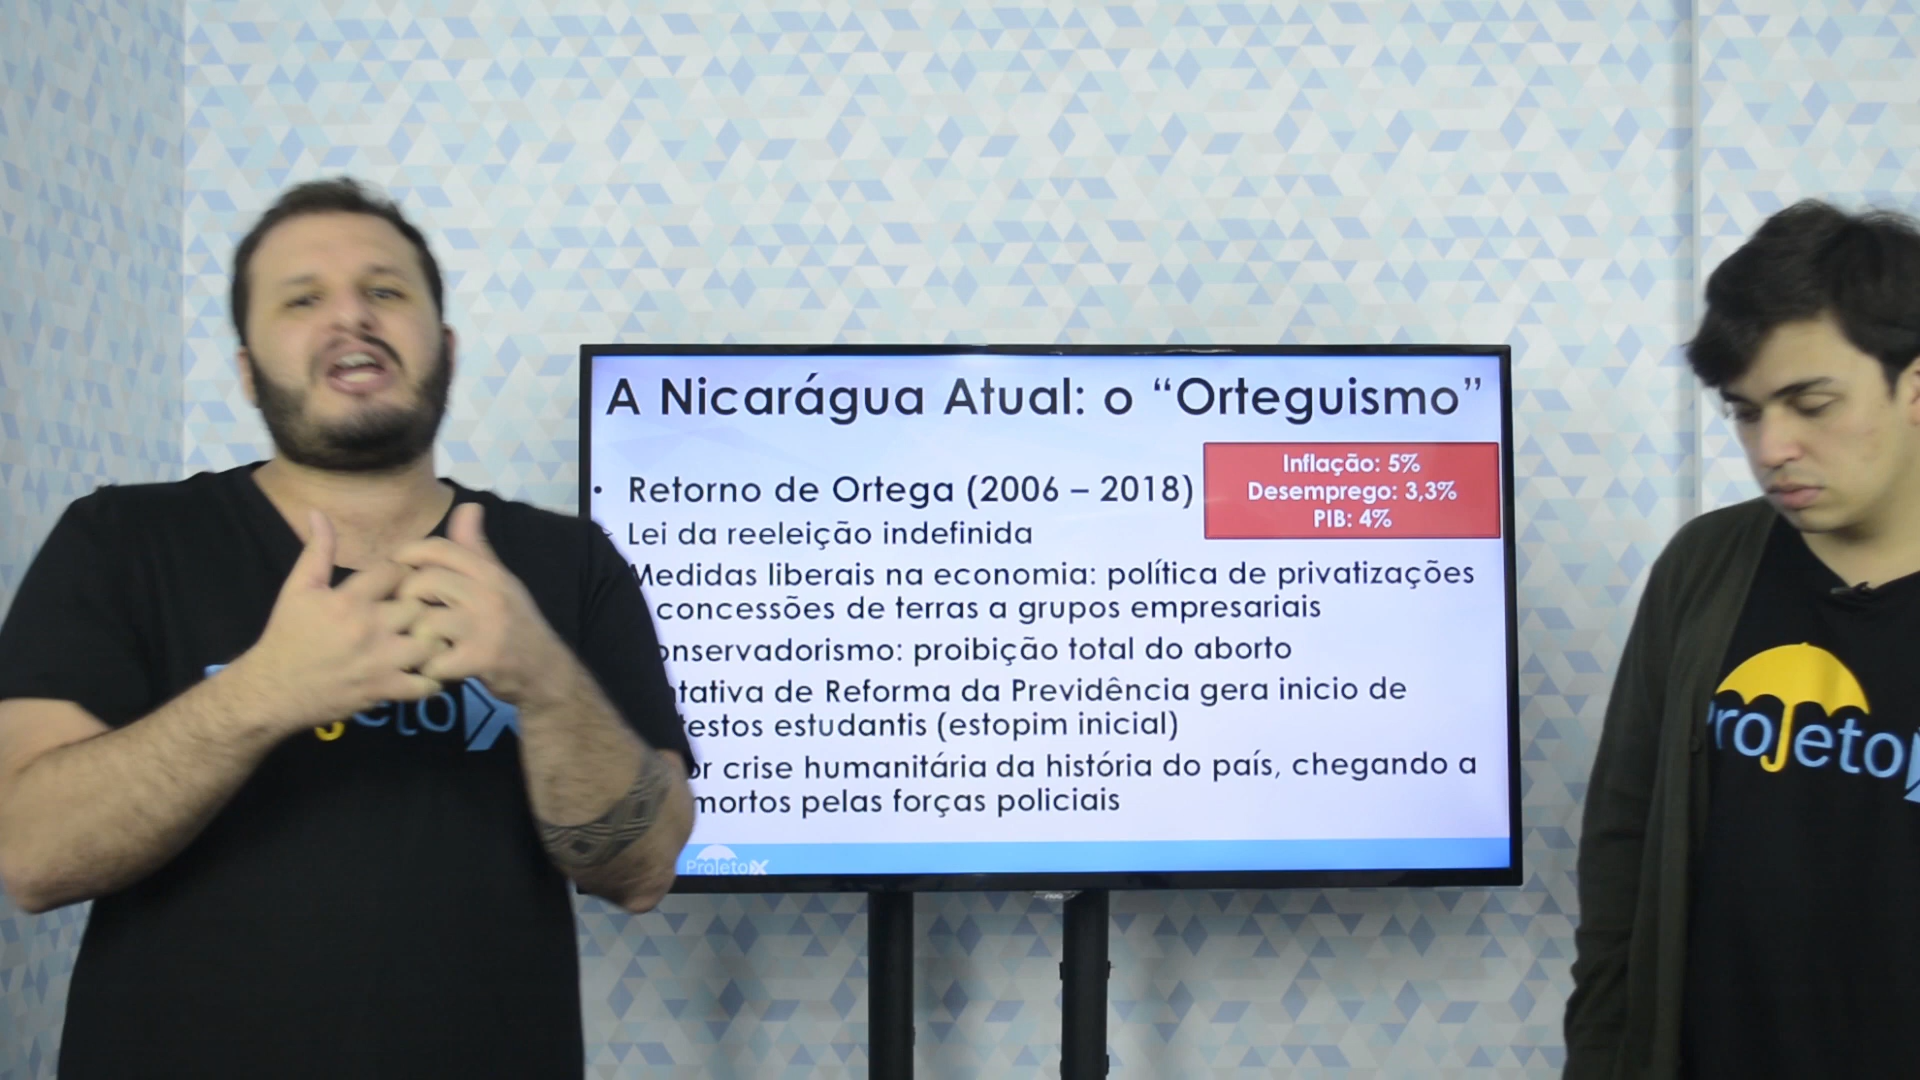 A Nicarágua Atual: o “Orteguismo”
Inflação: 5%
Desemprego: 3,3%
PIB: 4%
• Retorno de Ortega (2006 – 2018)
Lei da reeleição indefinida
Medidas liberais na economia: política de privatizações
concessões de terras a grupos empresariais
onservadorismo: proibição total do aborto
ntativa de Reforma da Previdência gera inicio de
testos estudantis (estopim inicial)
or crise humanitária da história do país, chegando a
mortos pelas forças policiais
ProjetoX
jetoX
rojeto